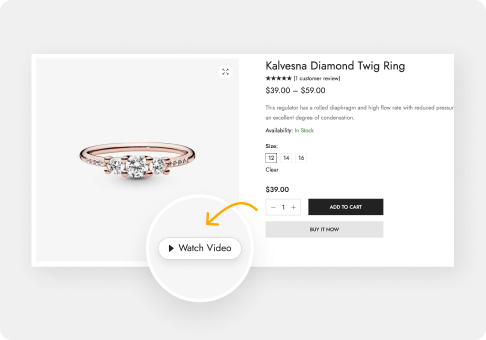 Kalvesna Diamond Twig Ring
★★★★★ (1 customer review)
$39.00 – $59.00
This regulator has a rolled diaphragm and high flow rate with reduced pressur
an excellent degree of condensation.
Availability: In Stock
Size:
12 14 16
Clear
$39.00
− 1 +
ADD TO CART
BUY IT NOW
Watch Video